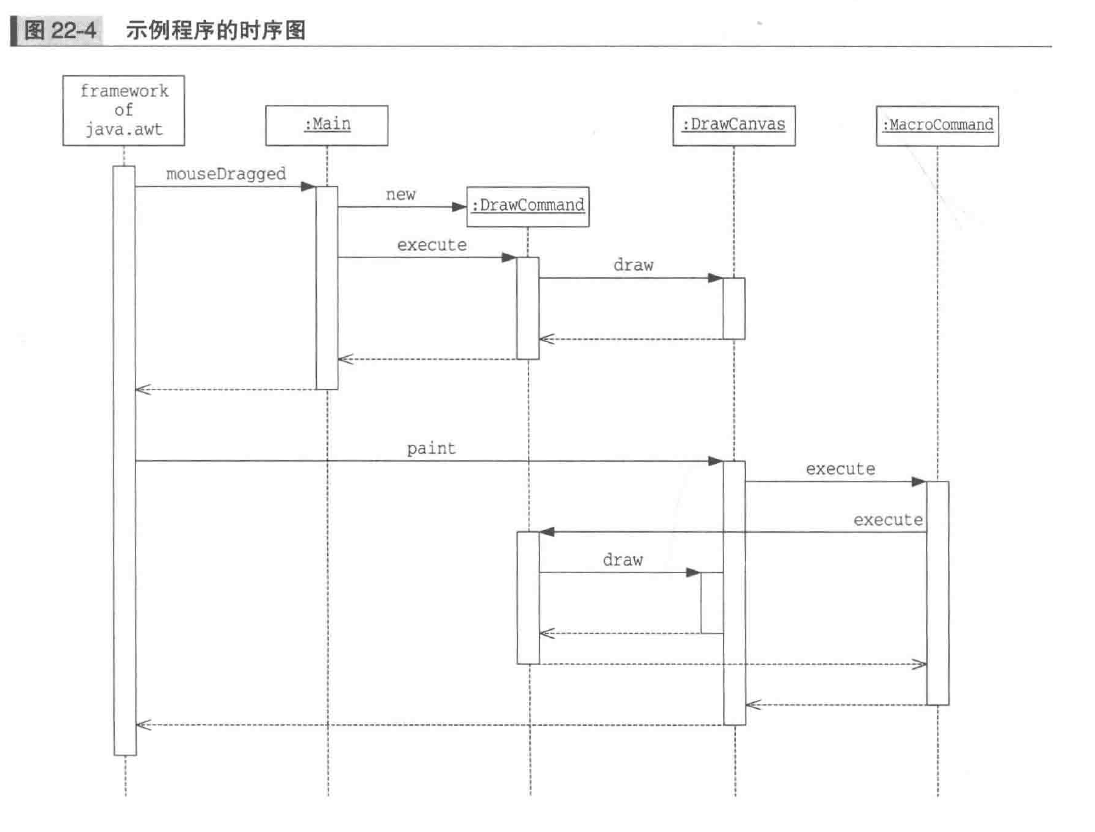 图 22-4 示例程序的时序图
framework
of
java.awt
:Main
:DrawCanvas
:MacroCommand
mouseDragged
new
:DrawCommand
execute
draw
paint
execute
execute
draw